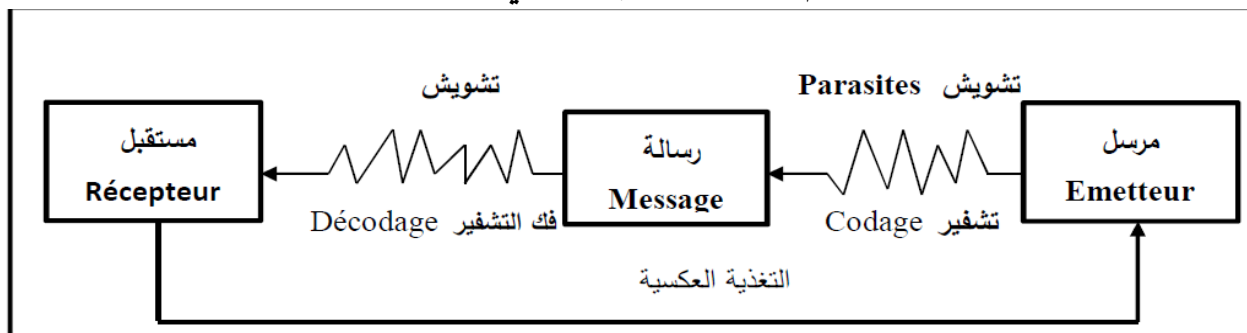 تشويش Parasites
تشويش
مرسل
Emetteur
رسالة
Message
مستقبل
Récepteur
تشفير Codage
فك التشفير Décodage
التغذية العكسية